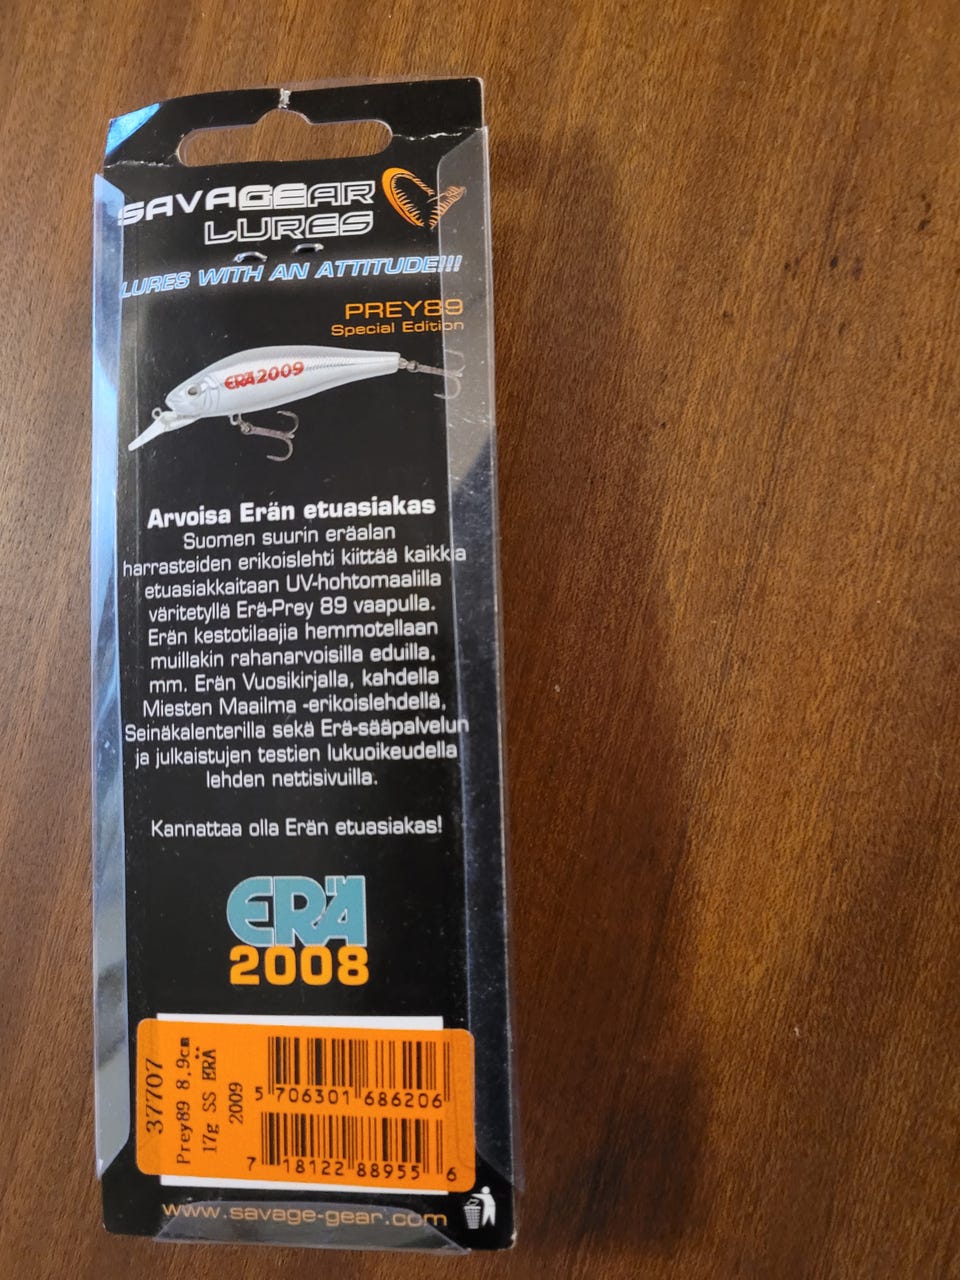 SAVAGEAR
LURES
LURES WITH AN ATTITUDE!!!
PREY89
Special Edition
ERÄ2009
Arvoisa Erän etuasiakas
Suomen suurin eräalan
harrasteiden erikoislehti kiittää kaikkia
etuasiakkaitaan UV-hohtomaalilla
väritetyllä Erä-Prey 89 vaapulla.
Erän kestotilaajia hemmotellaan
muillakin rahanarvoisilla eduilla,
mm. Erän Vuosikirjalla, kahdella
Miesten Maailma -erikoislehdellä,
Seinäkalenterilla sekä Erä-sääpalvelun
ja julkaistujen testien lukuoikeudella
lehden nettisivuilla.
Kannattaa olla Erän etuasiakas!
ERÄ
2008
37707
Prey89 8.9cm
17g SS ERÄ
2009
5 706301 686206
7 18122 88955 6
www.savage-gear.com